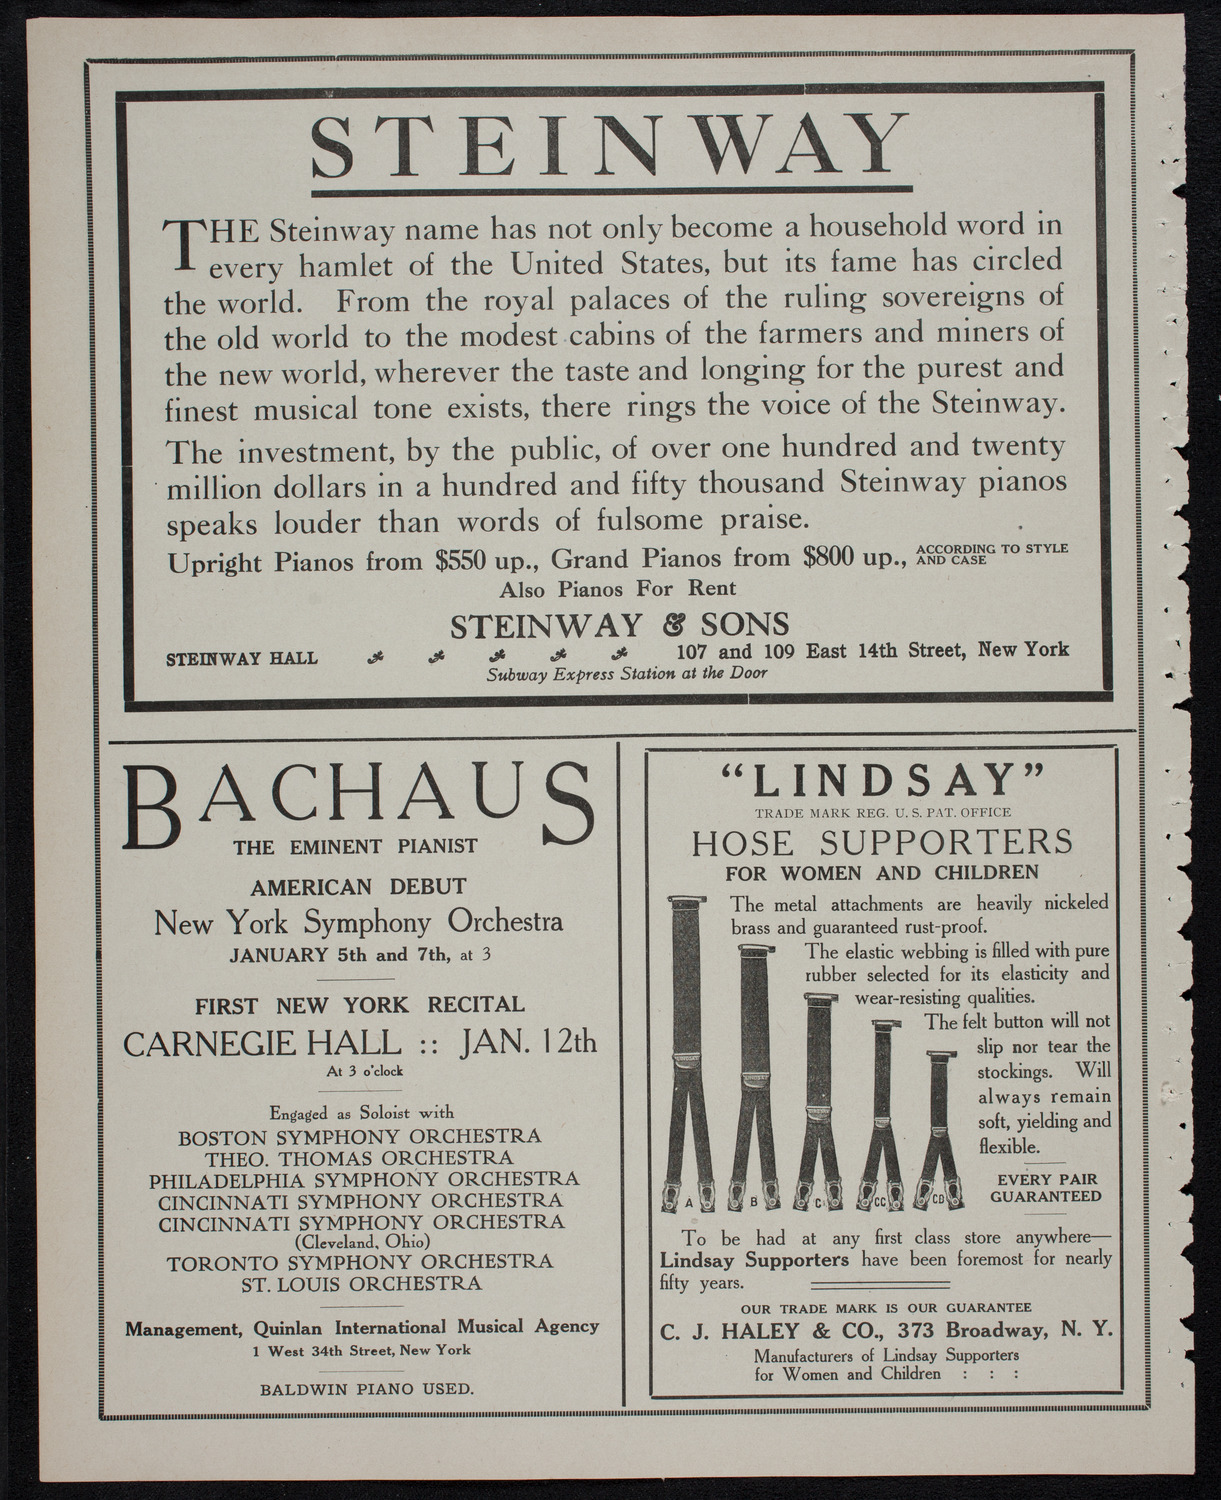 STEINWAY
THE Steinway name has not only become a household word in
every hamlet of the United States, but its fame has circled
the world. From the royal palaces of the ruling sovereigns of
the old world to the modest cabins of the farmers and miners of
the new world, wherever the taste and longing for the purest and
finest musical tone exists, there rings the voice of the Steinway.
The investment, by the public, of over one hundred and twenty
million dollars in a hundred and fifty thousand Steinway pianos
speaks louder than words of fulsome praise.
Upright Pianos from $550 up., Grand Pianos from $800 up., ACCORDING TO STYLE
AND CASE
Also Pianos For Rent
STEINWAY & SONS
STEINWAY HALL 107 and 109 East 14th Street, New York
Subway Express Station at the Door
BACHAUS
THE EMINENT PIANIST
AMERICAN DEBUT
New York Symphony Orchestra
JANUARY 5th and 7th, at 3
FIRST NEW YORK RECITAL
CARNEGIE HALL :: JAN. 12th
At 3 o'clock
Engaged as Soloist with
BOSTON SYMPHONY ORCHESTRA
THEO. THOMAS ORCHESTRA
PHILADELPHIA SYMPHONY ORCHESTRA
CINCINNATI SYMPHONY ORCHESTRA
CINCINNATI SYMPHONY ORCHESTRA
(Cleveland, Ohio)
TORONTO SYMPHONY ORCHESTRA
ST. LOUIS ORCHESTRA
Management, Quinlan International Musical Agency
1 West 34th Street, New York
BALDWIN PIANO USED.
"LINDSAY"
TRADE MARK REG. U. S. PAT. OFFICE
HOSE SUPPORTERS
FOR WOMEN AND CHILDREN
The metal attachments are heavily nickeled
brass and guaranteed rust-proof.
The elastic webbing is filled with pure
rubber selected for its elasticity and
wear-resisting qualities.
The felt button will not
slip nor tear the
stockings. Will
always remain
soft, yielding and
flexible.
EVERY PAIR
GUARANTEED
LINDSAY
LINDSAY
A B C CC CD
To be had at any first class store anywhere—
Lindsay Supporters have been foremost for nearly
fifty years.
OUR TRADE MARK IS OUR GUARANTEE
C. J. HALEY & CO., 373 Broadway, N. Y.
Manufacturers of Lindsay Supporters
for Women and Children : : :